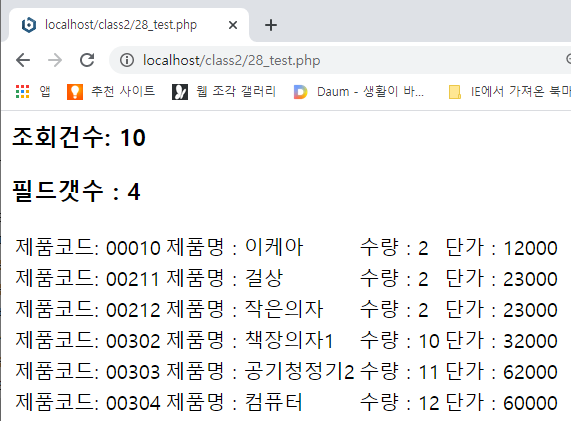 localhost/class2/28_test.php
localhost/class2/28_test.php
앱 추천 사이트 웹 조각 갤러리 Daum - 생활이 바... IE에서 가져온 북마
조회건수: 10
필드갯수 : 4
제품코드: 00010 제품명 : 이케아 수량 : 2 단가 : 12000
제품코드: 00211 제품명 : 걸상 수량 : 2 단가 : 23000
제품코드: 00212 제품명 : 작은의자 수량 : 2 단가 : 23000
제품코드: 00302 제품명 : 책장의자1 수량 : 10 단가 : 32000
제품코드: 00303 제품명 : 공기청정기2 수량 : 11 단가 : 62000
제품코드: 00304 제품명 : 컴퓨터 수량 : 12 단가 : 60000